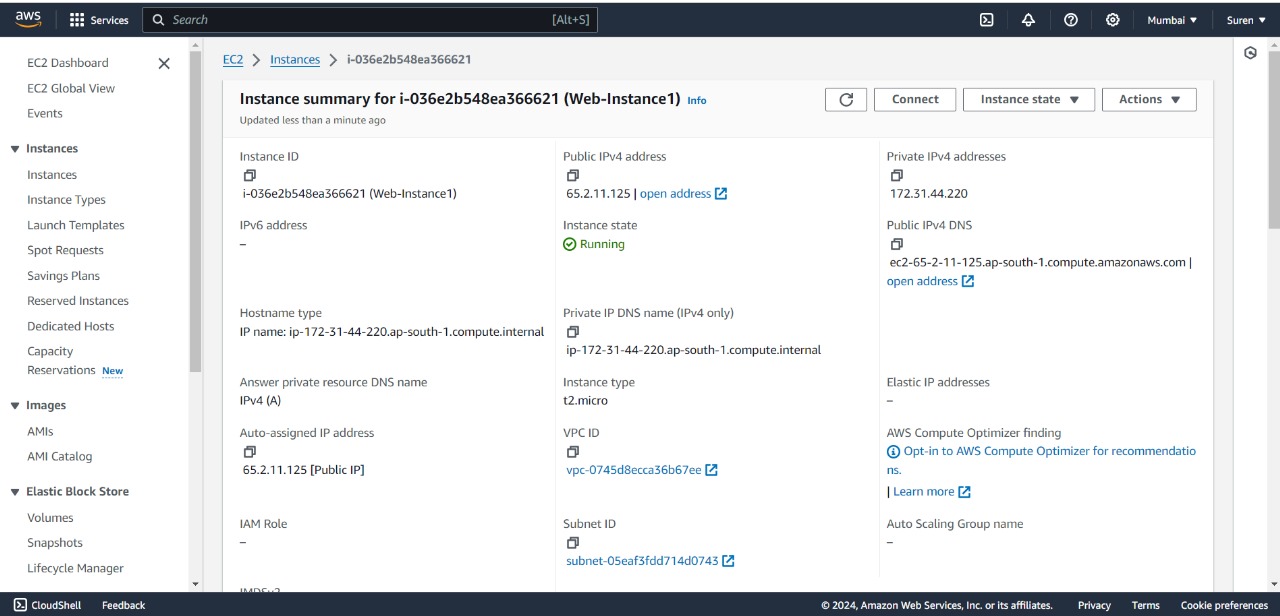 aws
Services
Search
[Alt+S]
Mumbai
Suren
EC2 Dashboard
EC2 Global View
Events
Instances
Instances
Instance Types
Launch Templates
Spot Requests
Savings Plans
Reserved Instances
Dedicated Hosts
Capacity
Reservations New
Images
AMIs
AMI Catalog
Elastic Block Store
Volumes
Snapshots
Lifecycle Manager
EC2 > Instances > i-036e2b548ea366621
Instance summary for i-036e2b548ea366621 (Web-Instance1) Info
Updated less than a minute ago
Connect
Instance state
Actions
Instance ID
i-036e2b548ea366621 (Web-Instance1)
Public IPv4 address
65.2.11.125 | open address
Private IPv4 addresses
172.31.44.220
IPv6 address
–
Instance state
Running
Public IPv4 DNS
ec2-65-2-11-125.ap-south-1.compute.amazonaws.com |
open address
Hostname type
IP name: ip-172-31-44-220.ap-south-1.compute.internal
Private IP DNS name (IPv4 only)
ip-172-31-44-220.ap-south-1.compute.internal
Answer private resource DNS name
IPv4 (A)
Instance type
t2.micro
Elastic IP addresses
–
Auto-assigned IP address
65.2.11.125 [Public IP]
VPC ID
vpc-0745d8ecca36b67ee
AWS Compute Optimizer finding
Opt-in to AWS Compute Optimizer for recommendatio
ns.
| Learn more
IAM Role
–
Subnet ID
subnet-05eaf3fdd714d0743
Auto Scaling Group name
–
IMDSv2
CloudShell
Feedback
© 2024, Amazon Web Services, Inc. or its affiliates.
Privacy
Terms
Cookie preferences